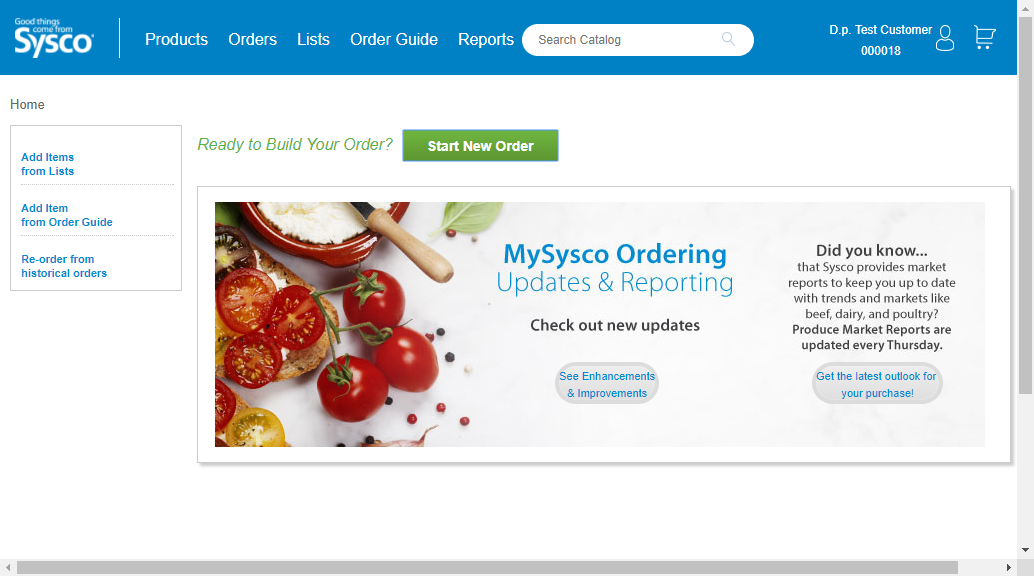 Good things
come from
Sysco
Products
Orders
Lists
Order Guide
Reports
Search Catalog
D.p. Test Customer
000018
Home
Add Items
from Lists
Add Item
from Order Guide
Re-order from
historical orders
Ready to Build Your Order?
Start New Order
MySysco Ordering
Updates & Reporting
Check out new updates
See Enhancements
& Improvements
Did you know...
that Sysco provides market
reports to keep you up to date
with trends and markets like
beef, dairy, and poultry?
Produce Market Reports are
updated every Thursday.
Get the latest outlook for
your purchase!